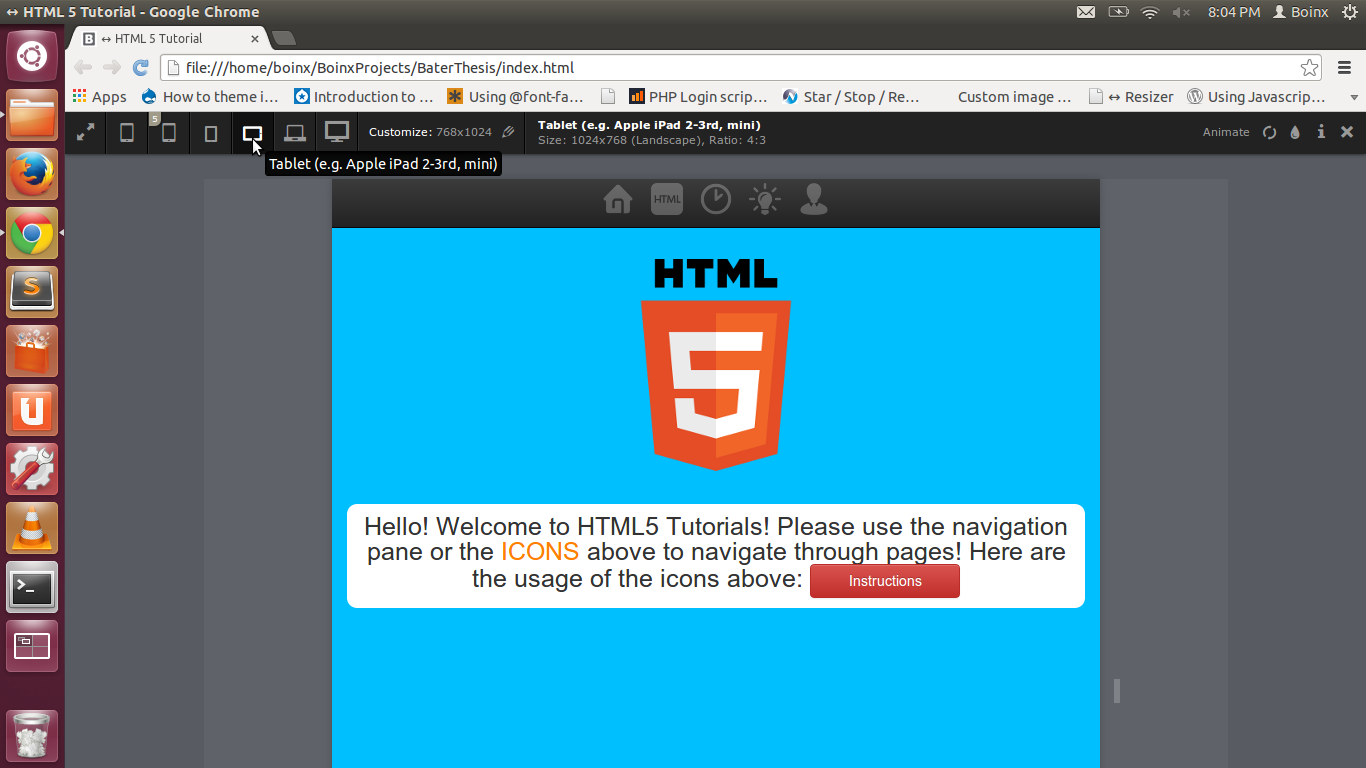 ↔ HTML 5 Tutorial - Google Chrome
8:04 PM Boinx
B ↔ HTML 5 Tutorial
file:///home/boinx/BoinxProjects/BaterThesis/index.html
Apps How to theme i... Introduction to ... Using @font-fa... PHP Login scrip... Star / Stop / Re... Custom image ... ↔ Resizer Using Javascrip...
5
Customize: 768x1024
Tablet (e.g. Apple iPad 2-3rd, mini)
Size: 1024x768 (Landscape), Ratio: 4:3
Animate
Tablet (e.g. Apple iPad 2-3rd, mini)
HTML
HTML
5
Hello! Welcome to HTML5 Tutorials! Please use the navigation
pane or the ICONS above to navigate through pages! Here are
the usage of the icons above: Instructions